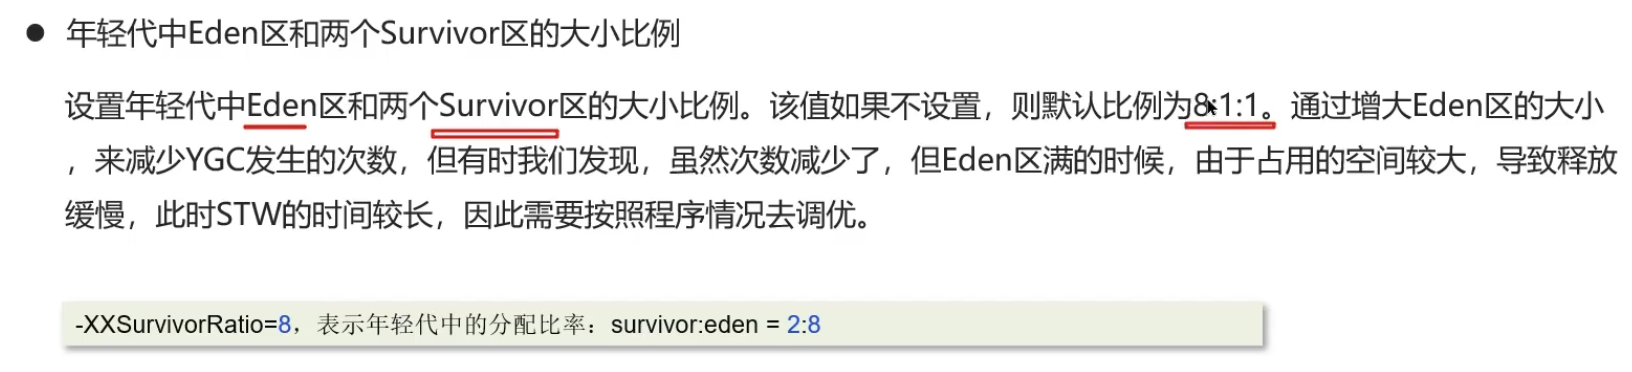 ● 年轻代中Eden区和两个Survivor区的大小比例
设置年轻代中Eden区和两个Survivor区的大小比例。该值如果不设置，则默认比例为8:1:1。通过增大Eden区的大小
，来减少YGC发生的次数，但有时我们发现，虽然次数减少了，但Eden区满的时候，由于占用的空间较大，导致释放
缓慢，此时STW的时间较长，因此需要按照程序情况去调优。
-XXSurvivorRatio=8，表示年轻代中的分配比率：survivor:eden = 2:8